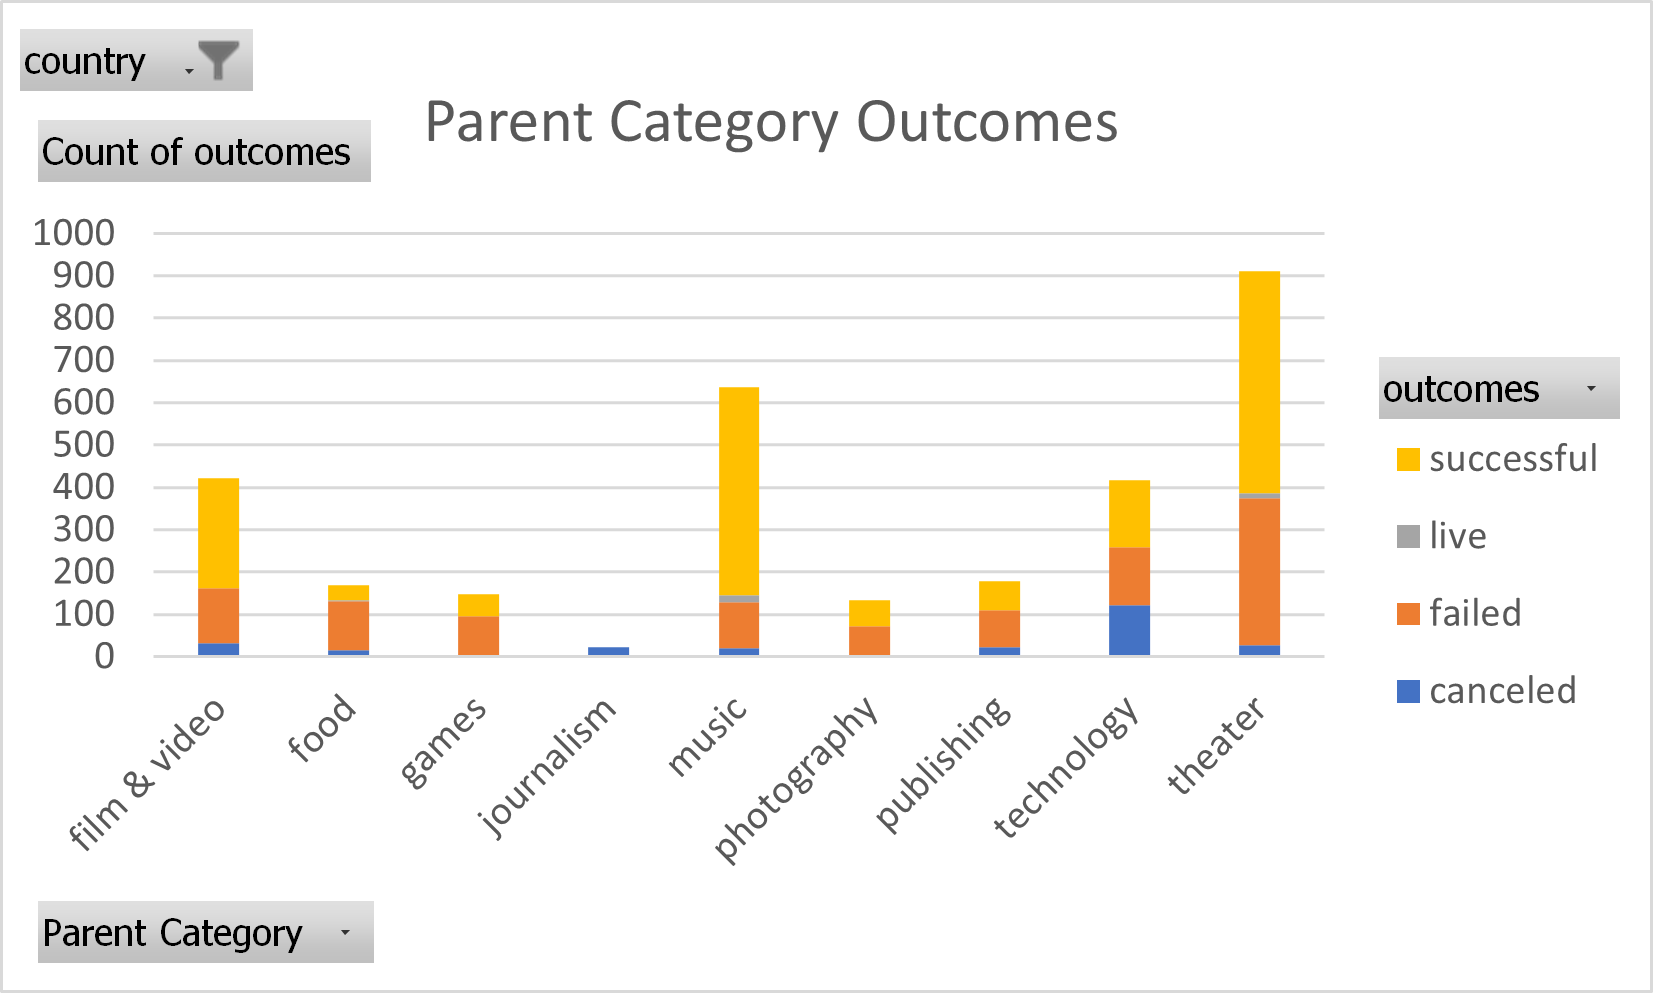 country
Count of outcomes
Parent Category Outcomes
1000
900
800
700
600
500
400
300
200
100
0
film & video
food
games
journalism
music
photography
publishing
technology
theater
outcomes
successful
live
failed
canceled
Parent Category